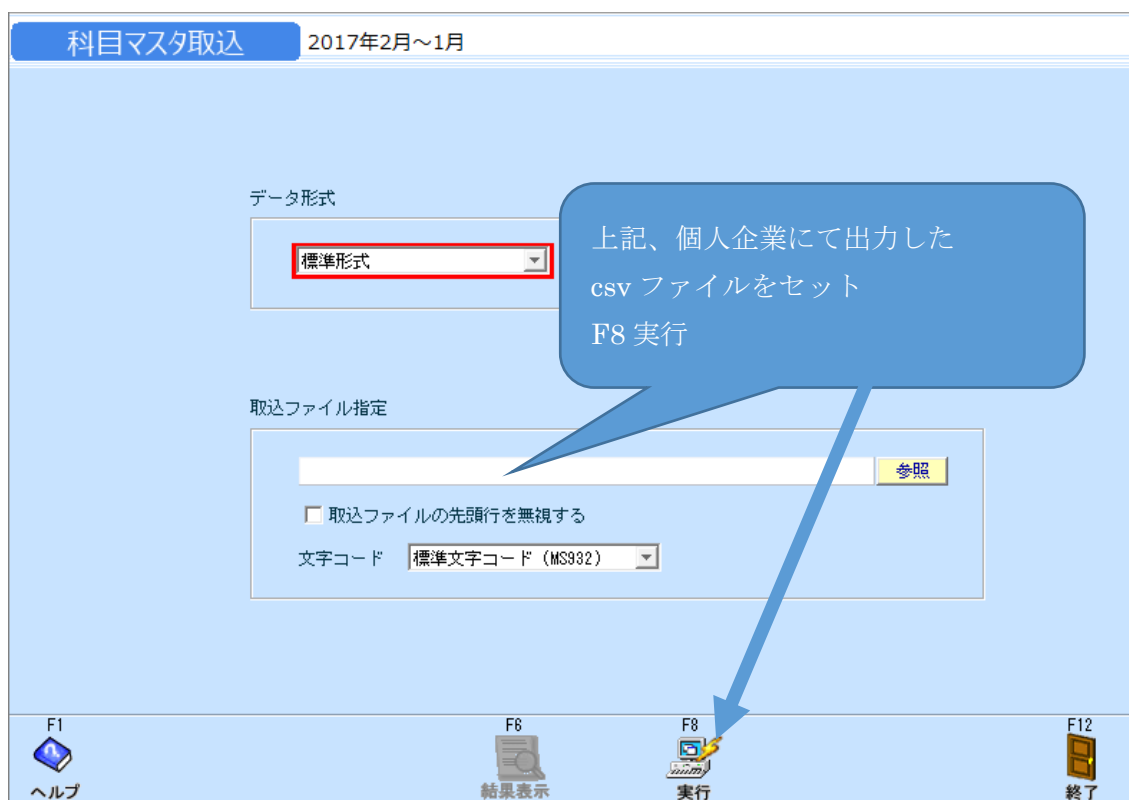 科目マスタ取込 2017年2月～1月
データ形式
標準形式
上記、個人企業にて出力した
csv ファイルをセット
F8 実行
取込ファイル指定
参照
取込ファイルの先頭行を無視する
文字コード 標準文字コード (MS932)
F1 F6 F8 F12
ヘルプ 結果表示 実行 終了